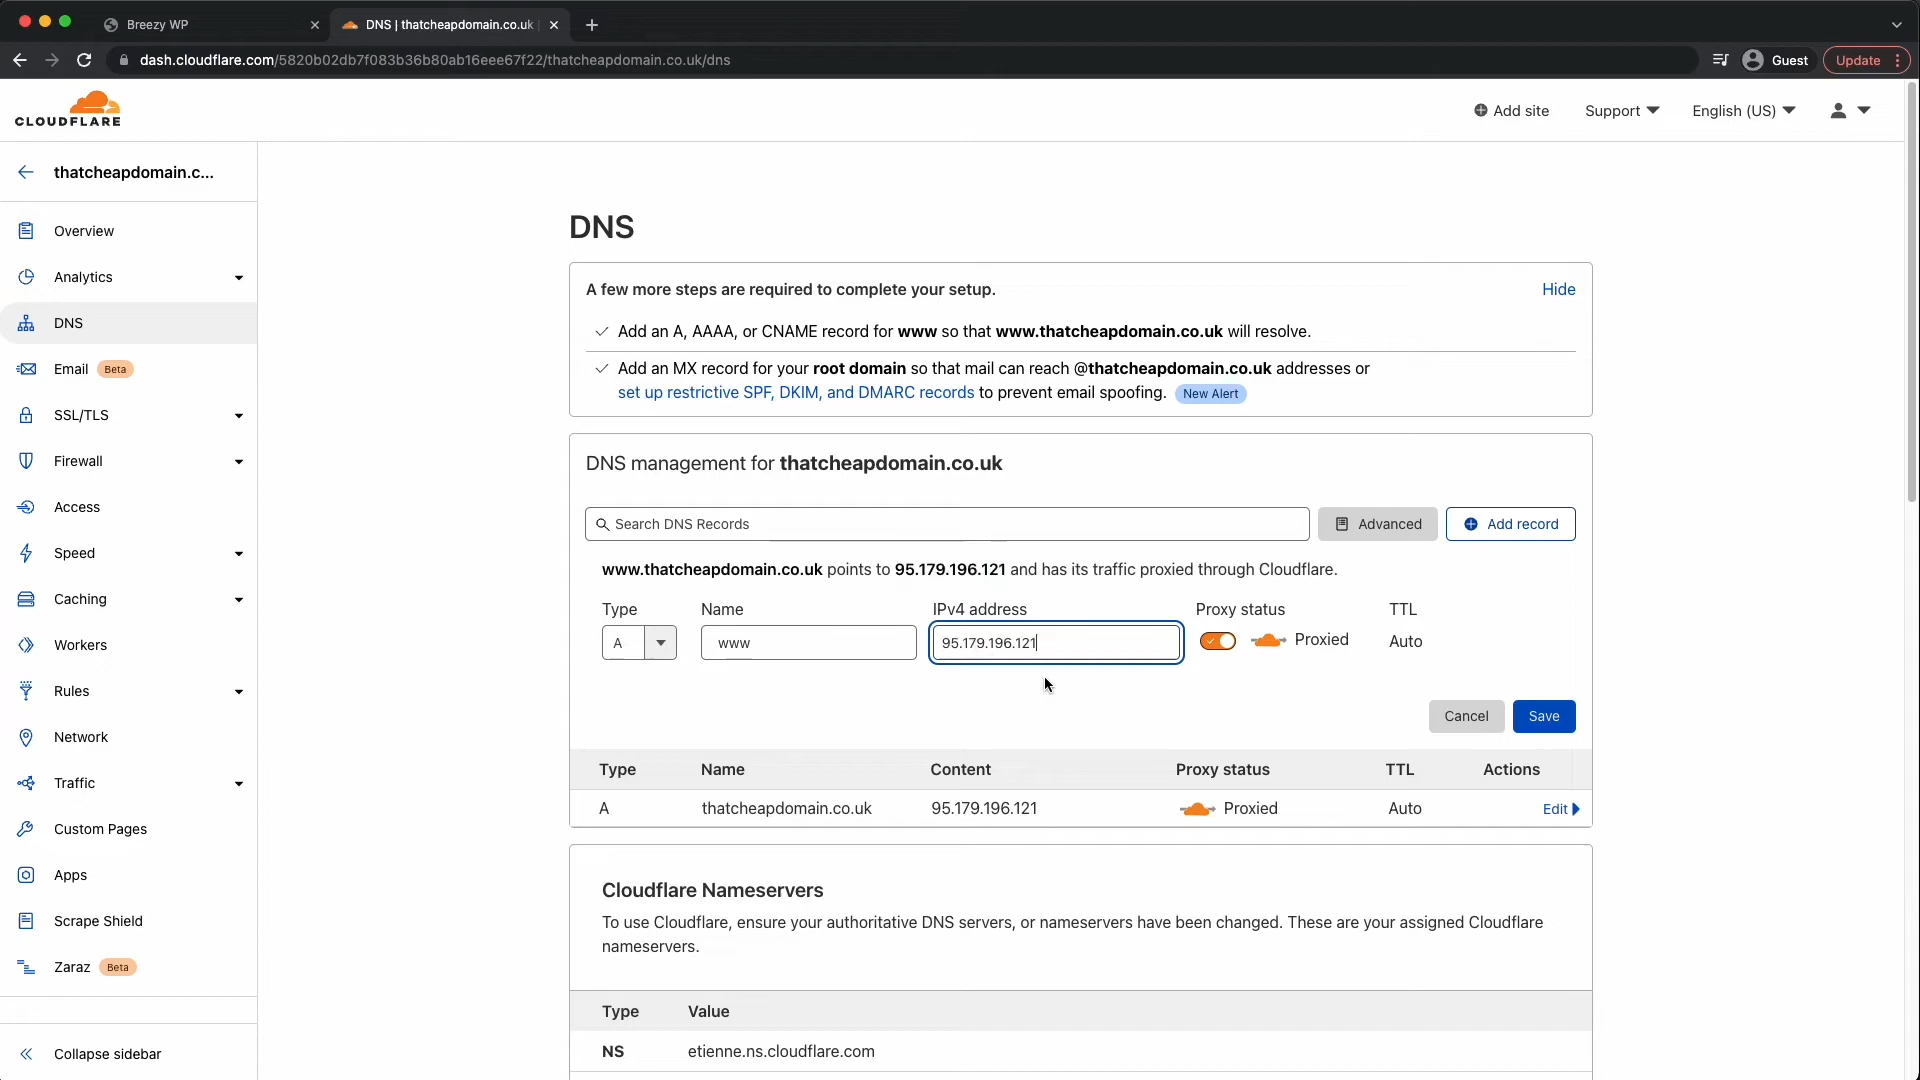 Breezy WP
DNS | thatcheapdomain.co.uk |
dash.cloudflare.com/5820b02db7f083b36b80ab16eee67f22/thatcheapdomain.co.uk/dns
Guest
Update
CLOUDFLARE
Add site
Support
English (US)
thatcheapdomain.c...
Overview
Analytics
DNS
Email Beta
SSL/TLS
Firewall
Access
Speed
Caching
Workers
Rules
Network
Traffic
Custom Pages
Apps
Scrape Shield
Zaraz Beta
Collapse sidebar
DNS
A few more steps are required to complete your setup.
Hide
Add an A, AAAA, or CNAME record for www so that www.thatcheapdomain.co.uk will resolve.
Add an MX record for your root domain so that mail can reach @thatcheapdomain.co.uk addresses or
set up restrictive SPF, DKIM, and DMARC records to prevent email spoofing. New Alert
DNS management for thatcheapdomain.co.uk
Search DNS Records
Advanced
Add record
www.thatcheapdomain.co.uk points to 95.179.196.121 and has its traffic proxied through Cloudflare.
Type Name IPv4 address Proxy status TTL
A www 95.179.196.121 Proxied Auto
Cancel Save
Type Name Content Proxy status TTL Actions
A thatcheapdomain.co.uk 95.179.196.121 Proxied Auto Edit
Cloudflare Nameservers
To use Cloudflare, ensure your authoritative DNS servers, or nameservers have been changed. These are your assigned Cloudflare
nameservers.
Type Value
NS etienne.ns.cloudflare.com